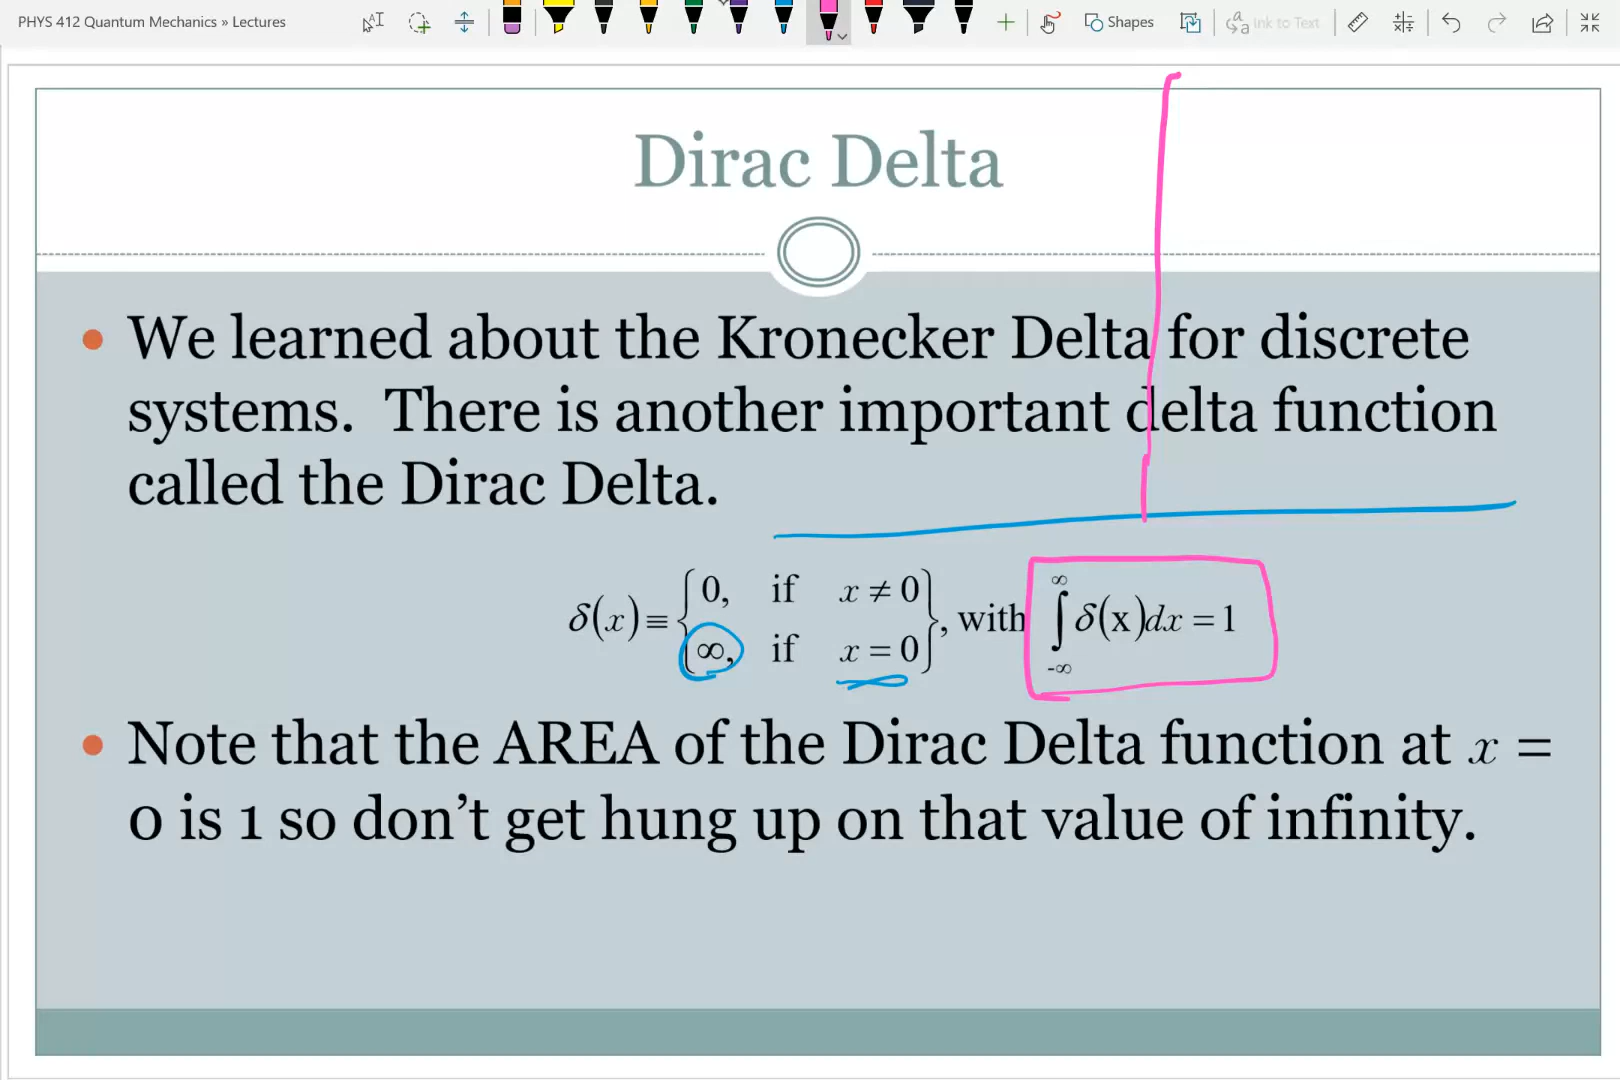 PHYS 412 Quantum Mechanics » Lectures
Shapes
Ink to Text
Dirac Delta
• We learned about the Kronecker Delta for discrete
systems. There is another important delta function
called the Dirac Delta.
δ(x) ≡ { 0, if x ≠ 0
∞, if x = 0 }, with ∫_{-∞}^{∞} δ(x)dx = 1
• Note that the AREA of the Dirac Delta function at x =
0 is 1 so don’t get hung up on that value of infinity.